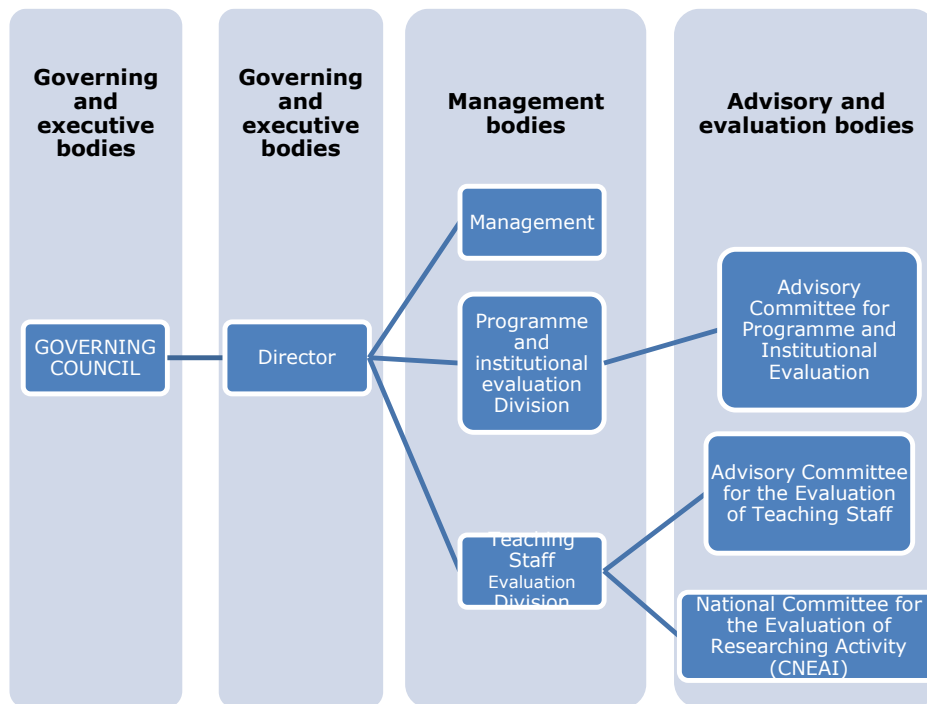 Governing
and
executive
bodies
GOVERNING
COUNCIL
Governing
and
executive
bodies
Director
Management
bodies
Management
Programme
and
institutional
evaluation
Division
Teaching
Staff
Evaluation
Division
Advisory and
evaluation bodies
Advisory
Committee for
Programme and
Institutional
Evaluation
Advisory Committee
for the Evaluation
of Teaching Staff
National Committee for
the Evaluation of
Researching Activity
(CNEAI)